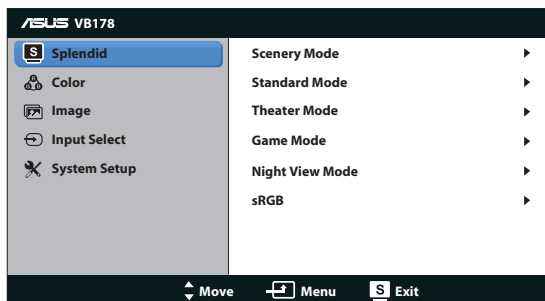 ASUS VB178
S Splendid
Color
Image
Input Select
System Setup
Scenery Mode
Standard Mode
Theater Mode
Game Mode
Night View Mode
sRGB
Move Menu S Exit